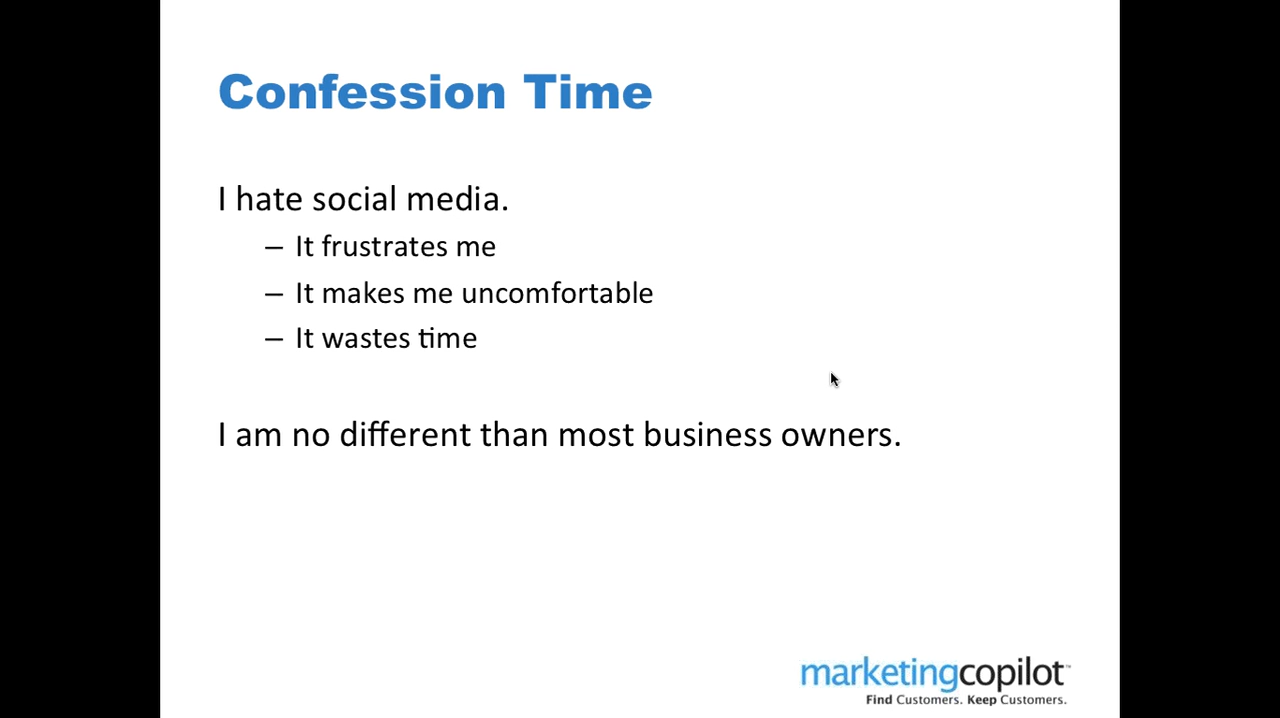 Confession Time
I hate social media.
– It frustrates me
– It makes me uncomfortable
– It wastes time
I am no different than most business owners.
marketingcopilot™
Find Customers. Keep Customers.